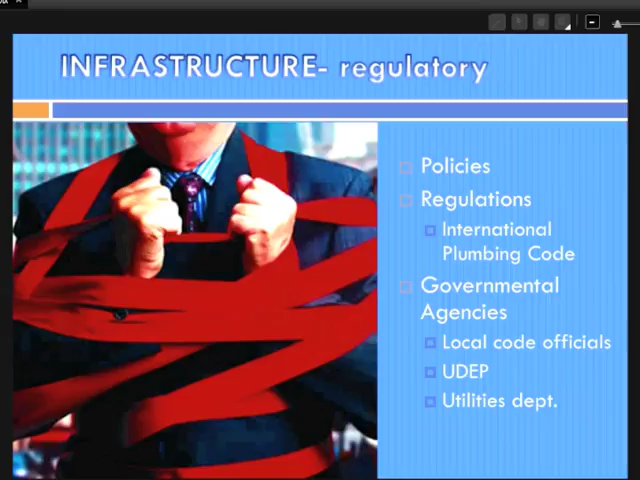 INFRASTRUCTURE- regulatory
Policies
Regulations
International
Plumbing Code
Governmental
Agencies
Local code officials
UDEP
Utilities dept.